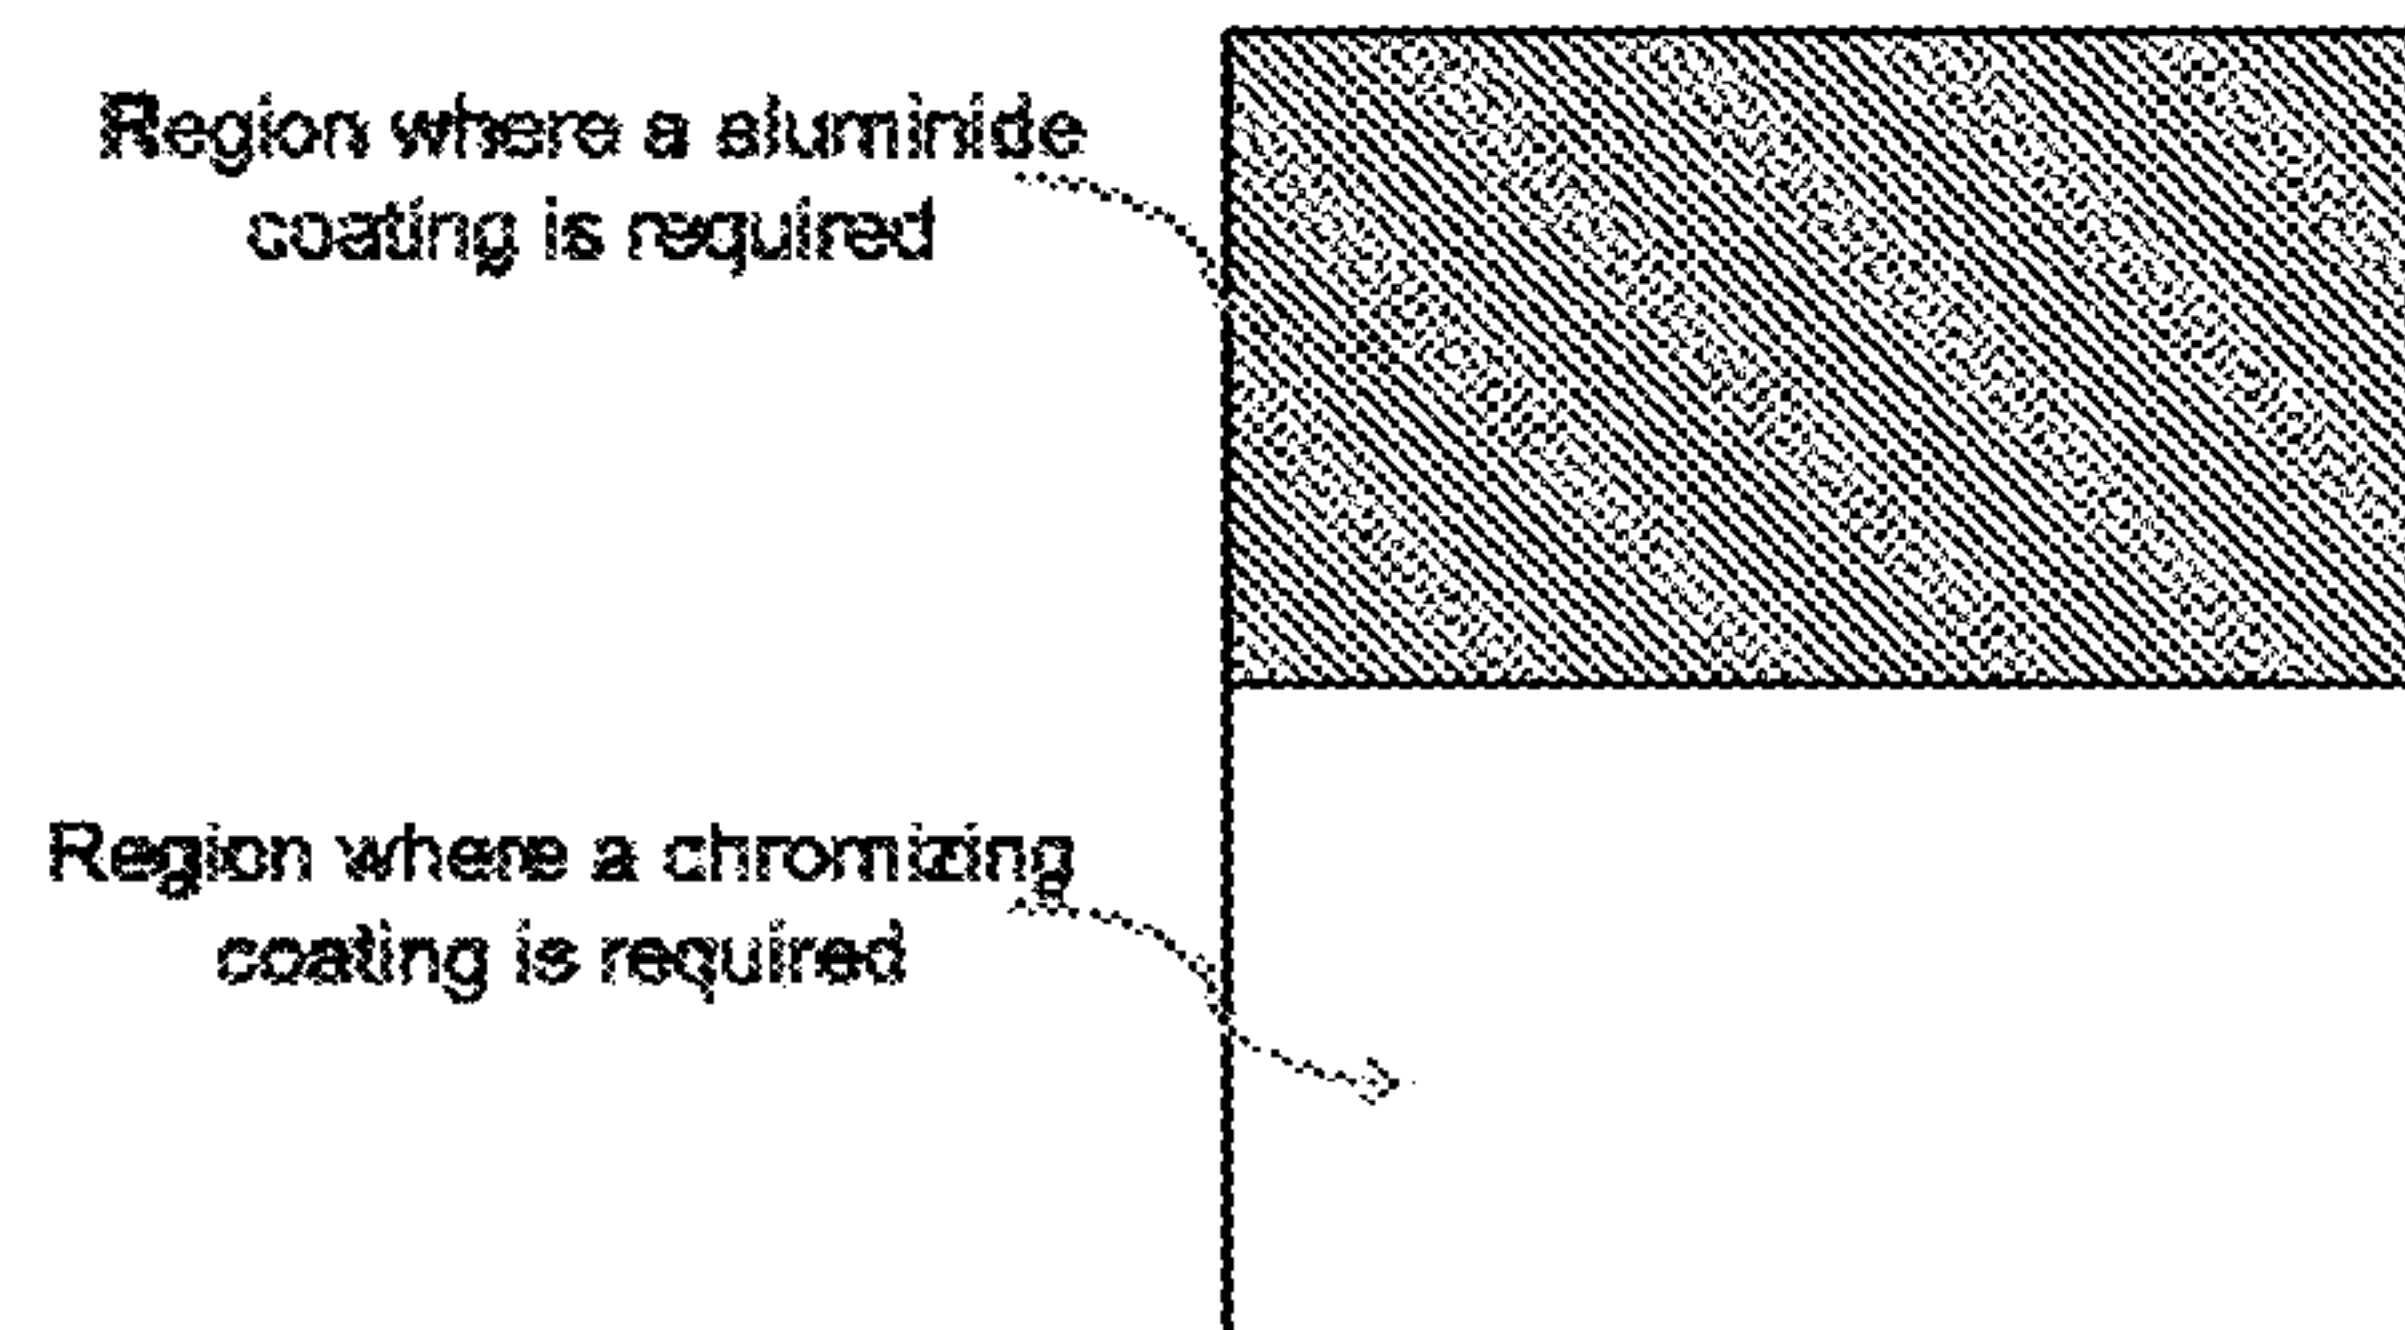 Region where a aluminide
coating is required
Region where a chromizing
coating is required